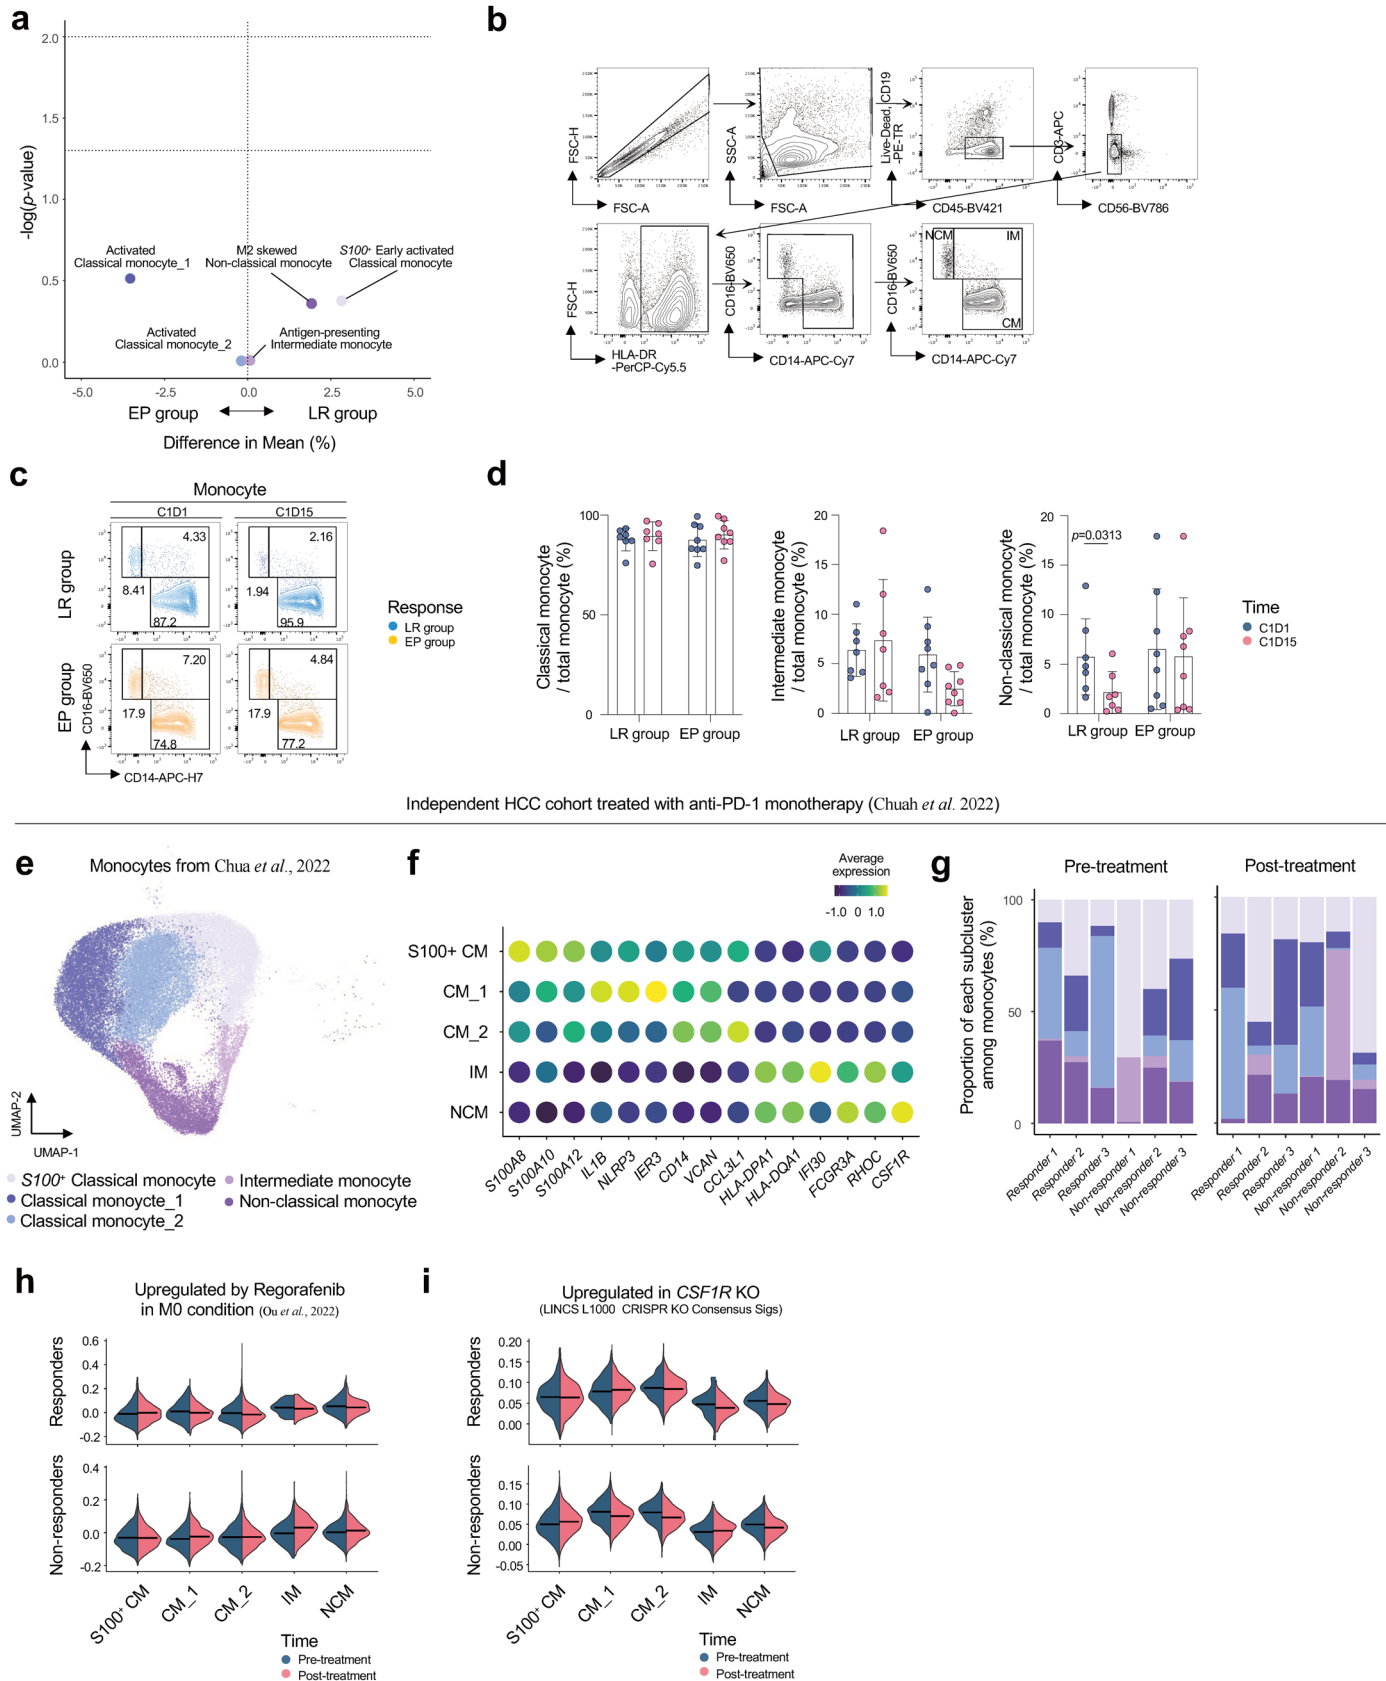 a
2.0
1.5
1.0
0.5
0.0
-log(p-value)
Activated
Classical monocyte_1
M2 skewed
Non-classical monocyte
S100+ Early activated
Classical monocyte
Activated
Classical monocyte_2
Antigen-presenting
Intermediate monocyte
-5.0 -2.5 0.0 2.5 5.0
EP group LR group
Difference in Mean (%)
b
FSC-H
FSC-A
SSC-A
FSC-A
Live-Dead, CD19
-PE-TR
CD45-BV421
CD3-APC
CD56-BV786
FSC-H
HLA-DR
-PerCP-Cy5.5
CD16-BV650
CD14-APC-Cy7
CD16-BV650
NCM
IM
CM
CD14-APC-Cy7
c
Monocyte
C1D1 C1D15
LR group
4.33
8.41
87.2
2.16
1.94
95.9
EP group
7.20
17.9
74.8
4.84
17.9
77.2
CD16-BV650
CD14-APC-H7
Response
LR group
EP group
d
Classical monocyte
/ total monocyte (%)
100
50
0
LR group EP group
Intermediate monocyte
/ total monocyte (%)
20
15
10
5
0
LR group EP group
Non-classical monocyte
/ total monocyte (%)
20
15
10
5
0
p=0.0313
LR group EP group
Time
C1D1
C1D15
Independent HCC cohort treated with anti-PD-1 monotherapy (Chuah et al. 2022)
e
Monocytes from Chua et al., 2022
UMAP-2
UMAP-1
S100+ Classical monocyte
Classical monoycte_1
Classical monocyte_2
Intermediate monocyte
Non-classical monocyte
f
Average
expression
-1.0 0 1.0
S100+ CM
CM_1
CM_2
IM
NCM
S100A8
S100A10
S100A12
IL1B
NLRP3
IER3
CD14
VCAN
CCL3L1
HLA-DPA1
HLA-DQA1
IFI30
FCGR3A
RHOC
CSF1R
g
Pre-treatment Post-treatment
Proportion of each subcluster
among monocytes (%)
100
50
0
Responder 1
Responder 2
Responder 3
Non-responder 1
Non-responder 2
Non-responder 3
Responder 1
Responder 2
Responder 3
Non-responder 1
Non-responder 2
Non-responder 3
h
Upregulated by Regorafenib
in M0 condition (Ou et al., 2022)
Responders
0.6
0.4
0.2
0.0
-0.2
Non-responders
0.4
0.2
0.0
-0.2
S100+ CM
CM_1
CM_2
IM
NCM
Time
Pre-treatment
Post-treatment
i
Upregulated in CSF1R KO
(LINCS L1000 CRISPR KO Consensus Sigs)
Responders
0.20
0.15
0.10
0.05
0.00
Non-responders
0.15
0.10
0.05
0.00
-0.05
S100+ CM
CM_1
CM_2
IM
NCM
Time
Pre-treatment
Post-treatment